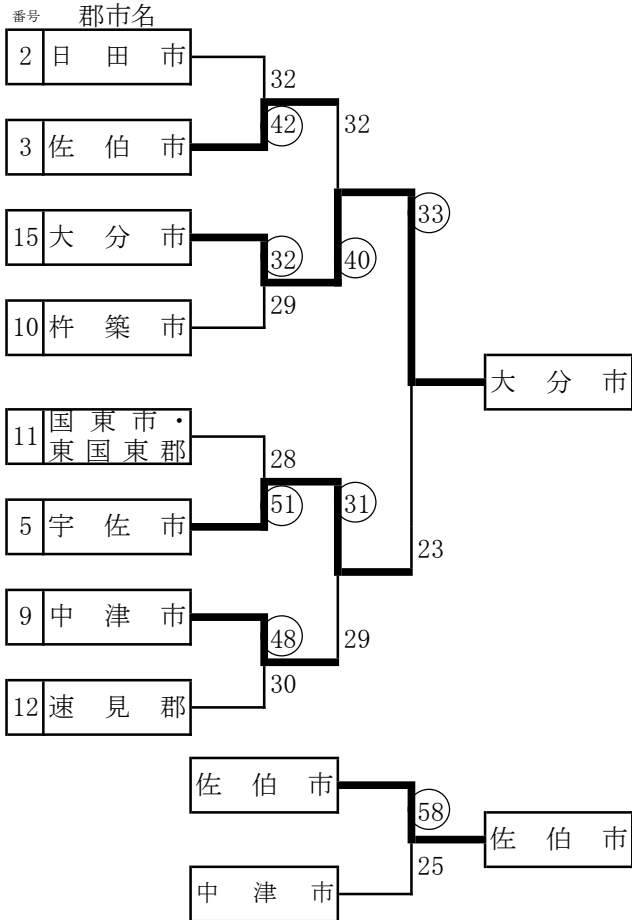 番号 郡市名
2 日田市
32
42
32
3 佐伯市
33
15 大分市
32
40
29
10 杵築市
大分市
11 国東市・
東国東郡
28
51
31
5 宇佐市
23
9 中津市
48
29
30
12 速見郡
佐伯市
58
佐伯市
25
中津市